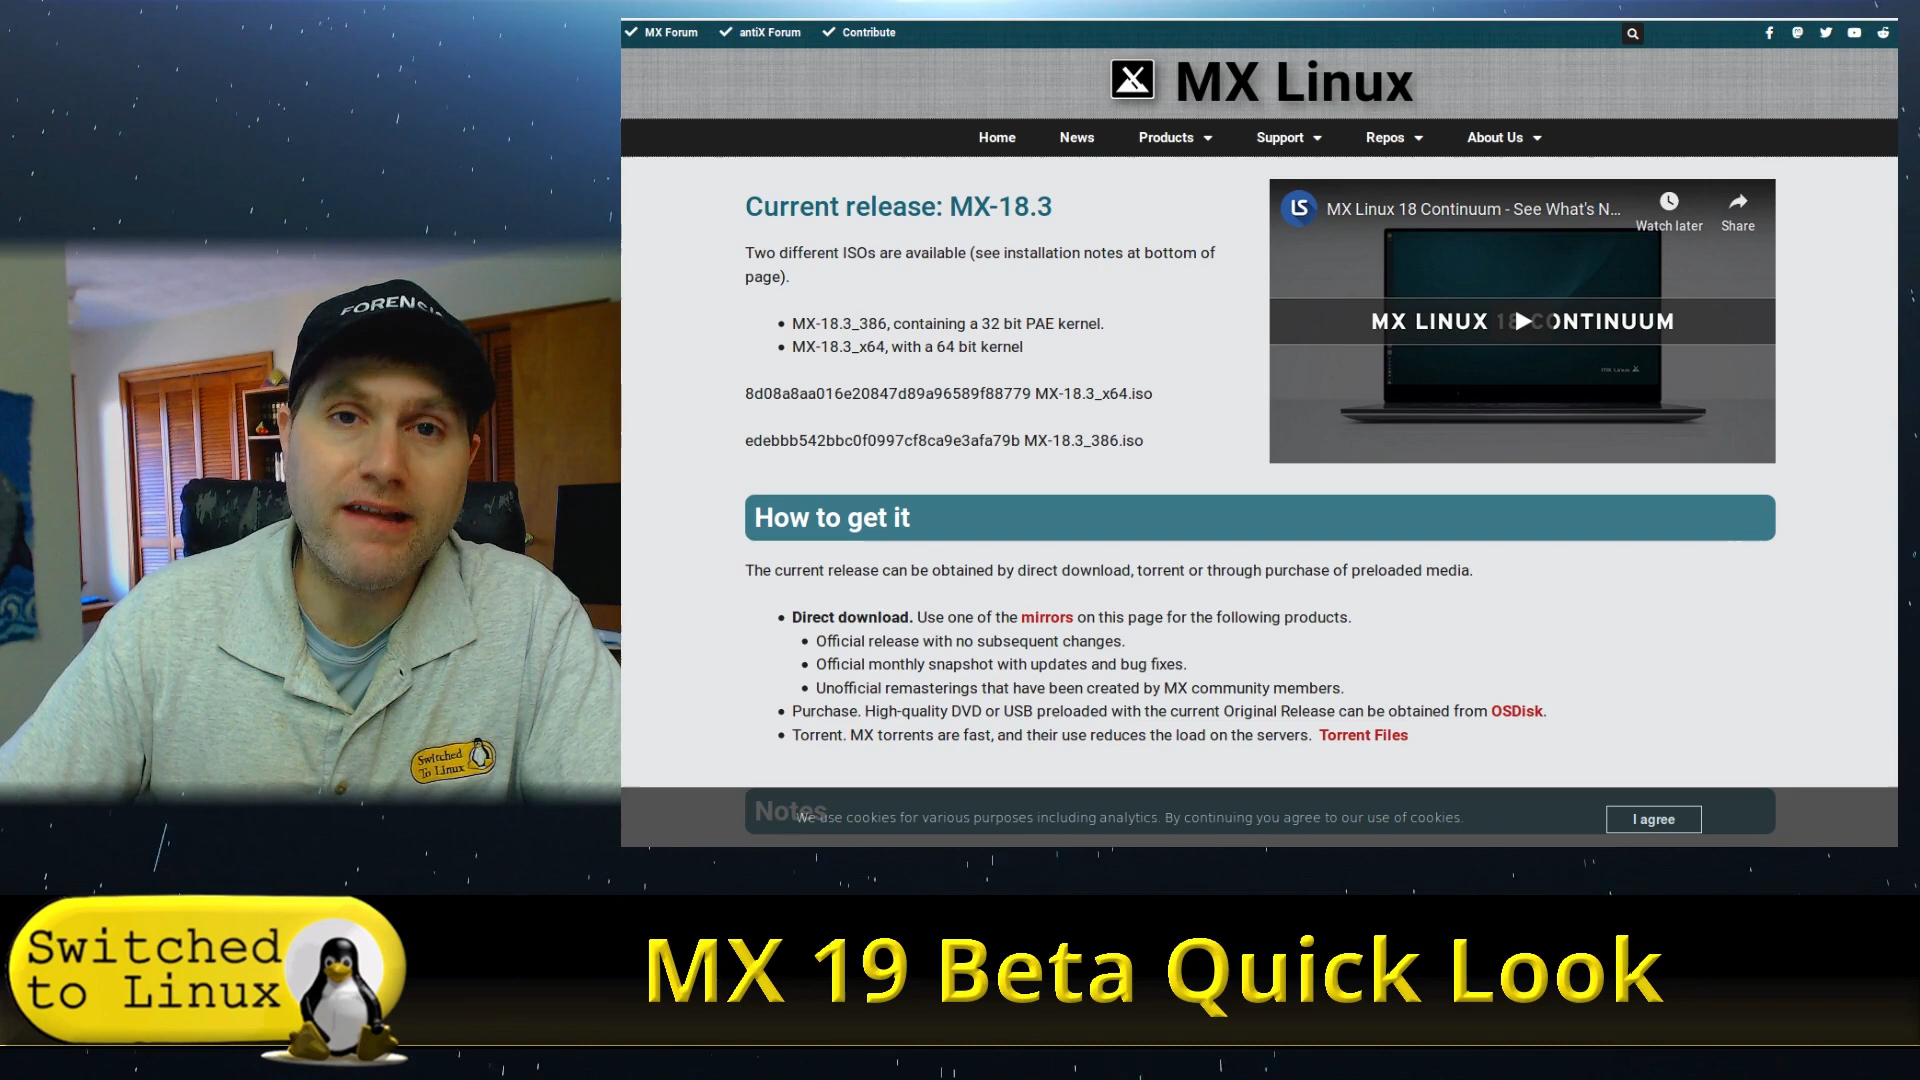 MX Forum
antiX Forum
Contribute
MX Linux
Home
News
Products
Support
Repos
About Us
Current release: MX-18.3
Two different ISOs are available (see installation notes at bottom of
page).
MX-18.3_386, containing a 32 bit PAE kernel.
MX-18.3_x64, with a 64 bit kernel
8d08a8aa016e20847d89a96589f88779 MX-18.3_x64.iso
edebbb542bbc0f0997cf8ca9e3afa79b MX-18.3_386.iso
LS
MX Linux 18 Continuum - See What's N...
Watch later
Share
MX LINUX 18 CONTINUUM
MX Linux
How to get it
The current release can be obtained by direct download, torrent or through purchase of preloaded media.
Direct download. Use one of the mirrors on this page for the following products.
Official release with no subsequent changes.
Official monthly snapshot with updates and bug fixes.
Unofficial remasterings that have been created by MX community members.
Purchase. High-quality DVD or USB preloaded with the current Original Release can be obtained from OSDisk.
Torrent. MX torrents are fast, and their use reduces the load on the servers. Torrent Files
Notes
We use cookies for various purposes including analytics. By continuing you agree to our use of cookies.
I agree
FORENSIC
Switched
To Linux
Switched
to Linux
MX 19 Beta Quick Look